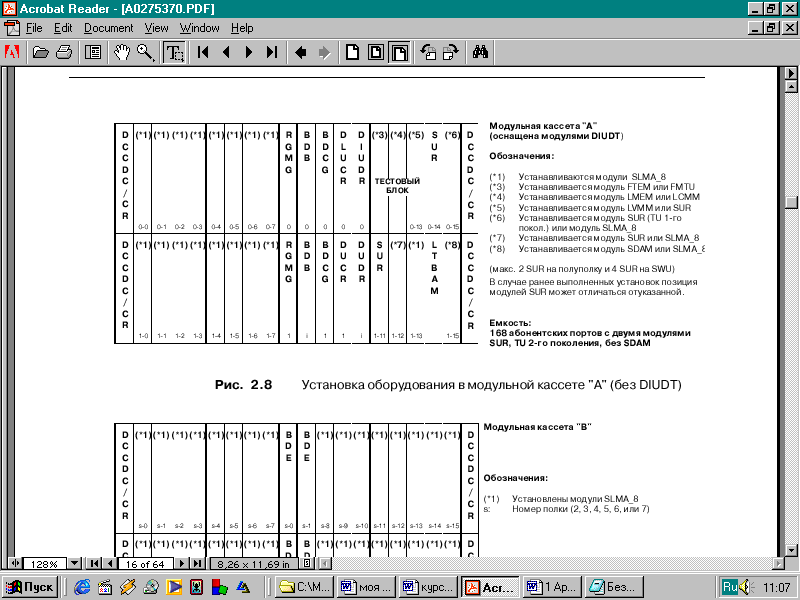 Acrobat Reader - [A0275370.PDF]
File Edit Document View Window Help
D C C D C / C R (*1) (*1) (*1) (*1) (*1) (*1) (*1) (*1) R G M G B D B B D C G D L U C R D I U D R (*3) (*4) (*5) S U R (*6) D C C D C / C R
ТЕСТОВЫЙ
БЛОК
0-0 0-1 0-2 0-3 0-4 0-5 0-6 0-7 0 0 0 0 0 0-13 0-14 0-15
D C C D C / C R (*1) (*1) (*1) (*1) (*1) (*1) (*1) (*1) R G M G B D B B D C G D U C R D U D R S U R (*7) (*1) L T B A M (*8) D C C D C / C R
1-0 1-1 1-2 1-3 1-4 1-5 1-6 1-7 1 i 1 1 i 1-11 1-12 1-13 1-15
Модульная кассета "А"
(оснащена модулями DIUDT)
Обозначения:
(*1) Устанавливаются модули SLMA_8
(*3) Устанавливается модуль FTEM или FMTU
(*4) Устанавливается модуль LMEM или LCMM
(*5) Устанавливается модуль LVMM или SUR
(*6) Устанавливается модуль SUR (TU 1-го
покол.) или модуль SLMA_8
(*7) Устанавливается модуль SUR или SLMA_8
(*8) Устанавливается модуль SDAM или SLMA_8
(макс. 2 SUR на полуполку и 4 SUR на SWU)
В случае ранее выполненных установок позиция
модулей SUR может отличаться отуказанной.
Емкость:
168 абонентских портов с двумя модулями
SUR, TU 2-го поколения, без SDAM
Рис. 2.8 Установка оборудования в модульной кассете "А" (без DIUDT)
D C C D C / C R (*1) (*1) (*1) (*1) (*1) (*1) (*1) (*1) B D E B D E (*1) (*1) (*1) (*1) (*1) (*1) (*1) (*1) D C C D C / C R
s-0 s-1 s-2 s-3 s-4 s-5 s-6 s-7 s-0 s-1 s-8 s-9 s-10 s-11 s-12 s-13 s-14 s-15
D C (*1) (*1) (*1) (*1) (*1) (*1) (*1) (*1) B D B D (*1) (*1) (*1) (*1) (*1) (*1) (*1) (*1) D C
Модульная кассета "В"
Обозначения:
(*1) Установлены модули SLMA_8
s: Номер полки (2, 3, 4, 5, 6, или 7)
128% 16 of 64 8,26 x 11,69 in
Пуск C:\М... моя ... курс... Acr... 1 Ap... Без... Ru 11:07